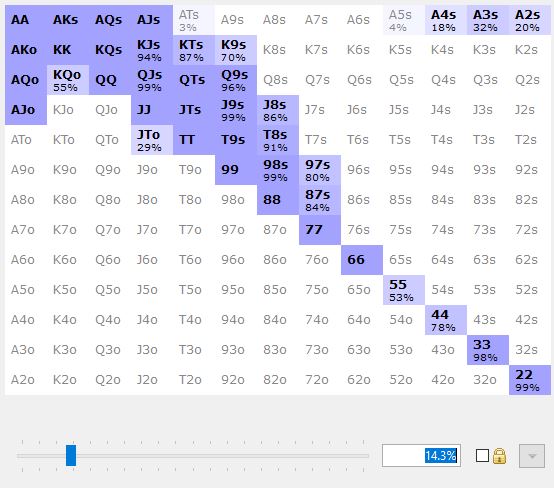 AA AKs AQs AJs ATs 3% A9s A8s A7s A6s A5s 4% A4s 18% A3s 32% A2s 20%
AKo KK KQs KJs 94% KTs 87% K9s 70% K8s K7s K6s K5s K4s K3s K2s
AQo KQo 55% QQ QJs 99% QTs Q9s 96% Q8s Q7s Q6s Q5s Q4s Q3s Q2s
AJo KJo QJo JJ JTs J9s 99% J8s 86% J7s J6s J5s J4s J3s J2s
ATo KTo QTo JTo 29% TT T9s T8s 91% T7s T6s T5s T4s T3s T2s
A9o K9o Q9o J9o T9o 99 98s 99% 97s 80% 96s 95s 94s 93s 92s
A8o K8o Q8o J8o T8o 98o 88 87s 84% 86s 85s 84s 83s 82s
A7o K7o Q7o J7o T7o 97o 87o 77 76s 75s 74s 73s 72s
A6o K6o Q6o J6o T6o 96o 86o 76o 66 65s 64s 63s 62s
A5o K5o Q5o J5o T5o 95o 85o 75o 65o 55 53% 54s 53s 52s
A4o K4o Q4o J4o T4o 94o 84o 74o 64o 54o 44 78% 43s 42s
A3o K3o Q3o J3o T3o 93o 83o 73o 63o 53o 43o 33 98% 32s
A2o K2o Q2o J2o T2o 92o 82o 72o 62o 52o 42o 32o 22 99%
14.3%